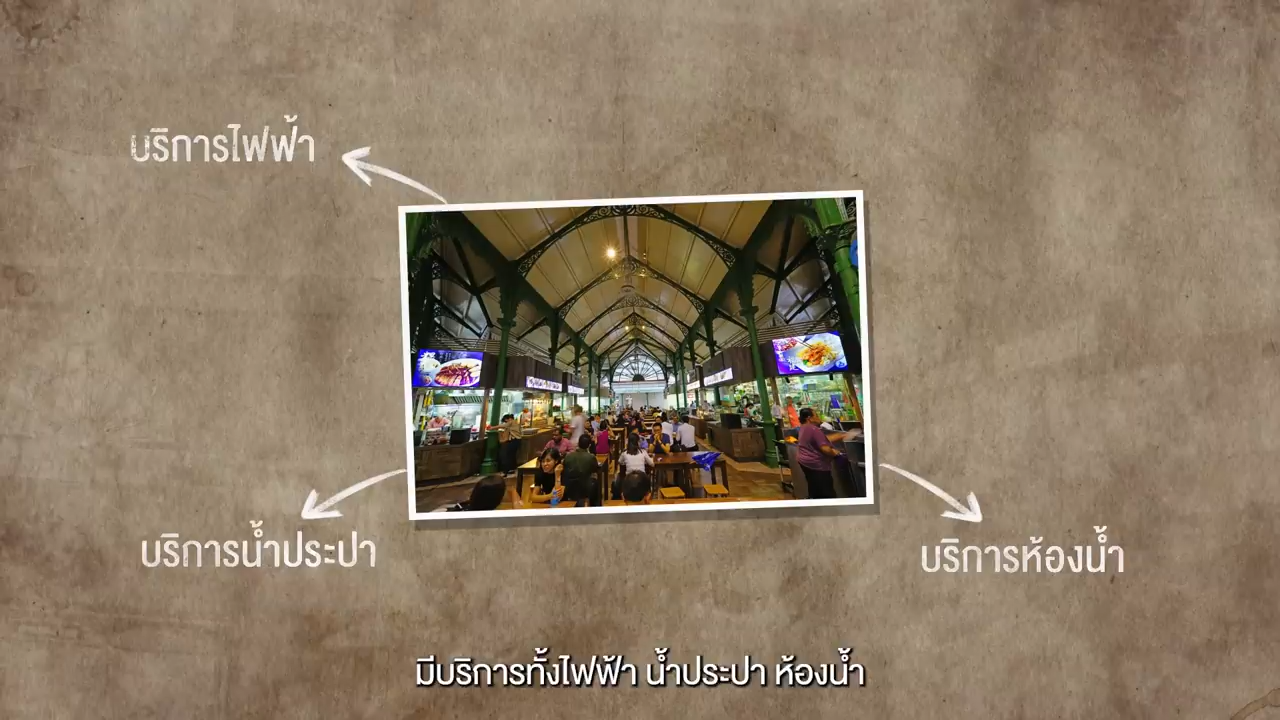 บริการไฟฟ้า
บริการน้ำประปา
บริการห้องน้ำ
มีบริการทั้งไฟฟ้า น้ำประปา ห้องน้ำ